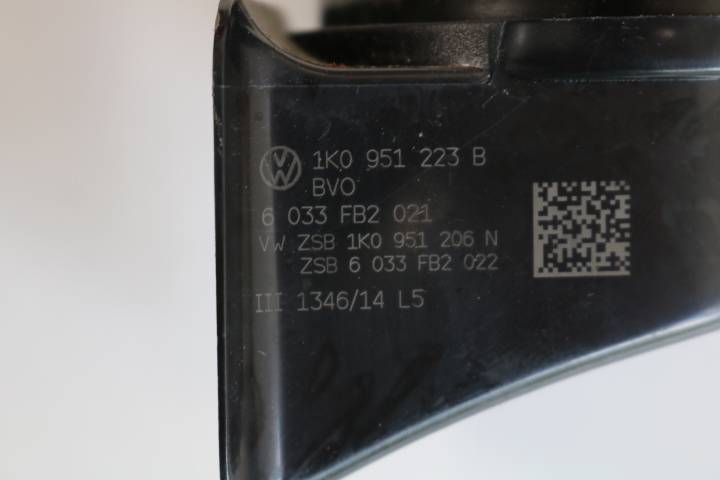 1K0 951 223 B
BVO
6 033 FB2 021
VW ZSB 1K0 951 206 N
ZSB 6 033 FB2 022
III 1346/14 L5